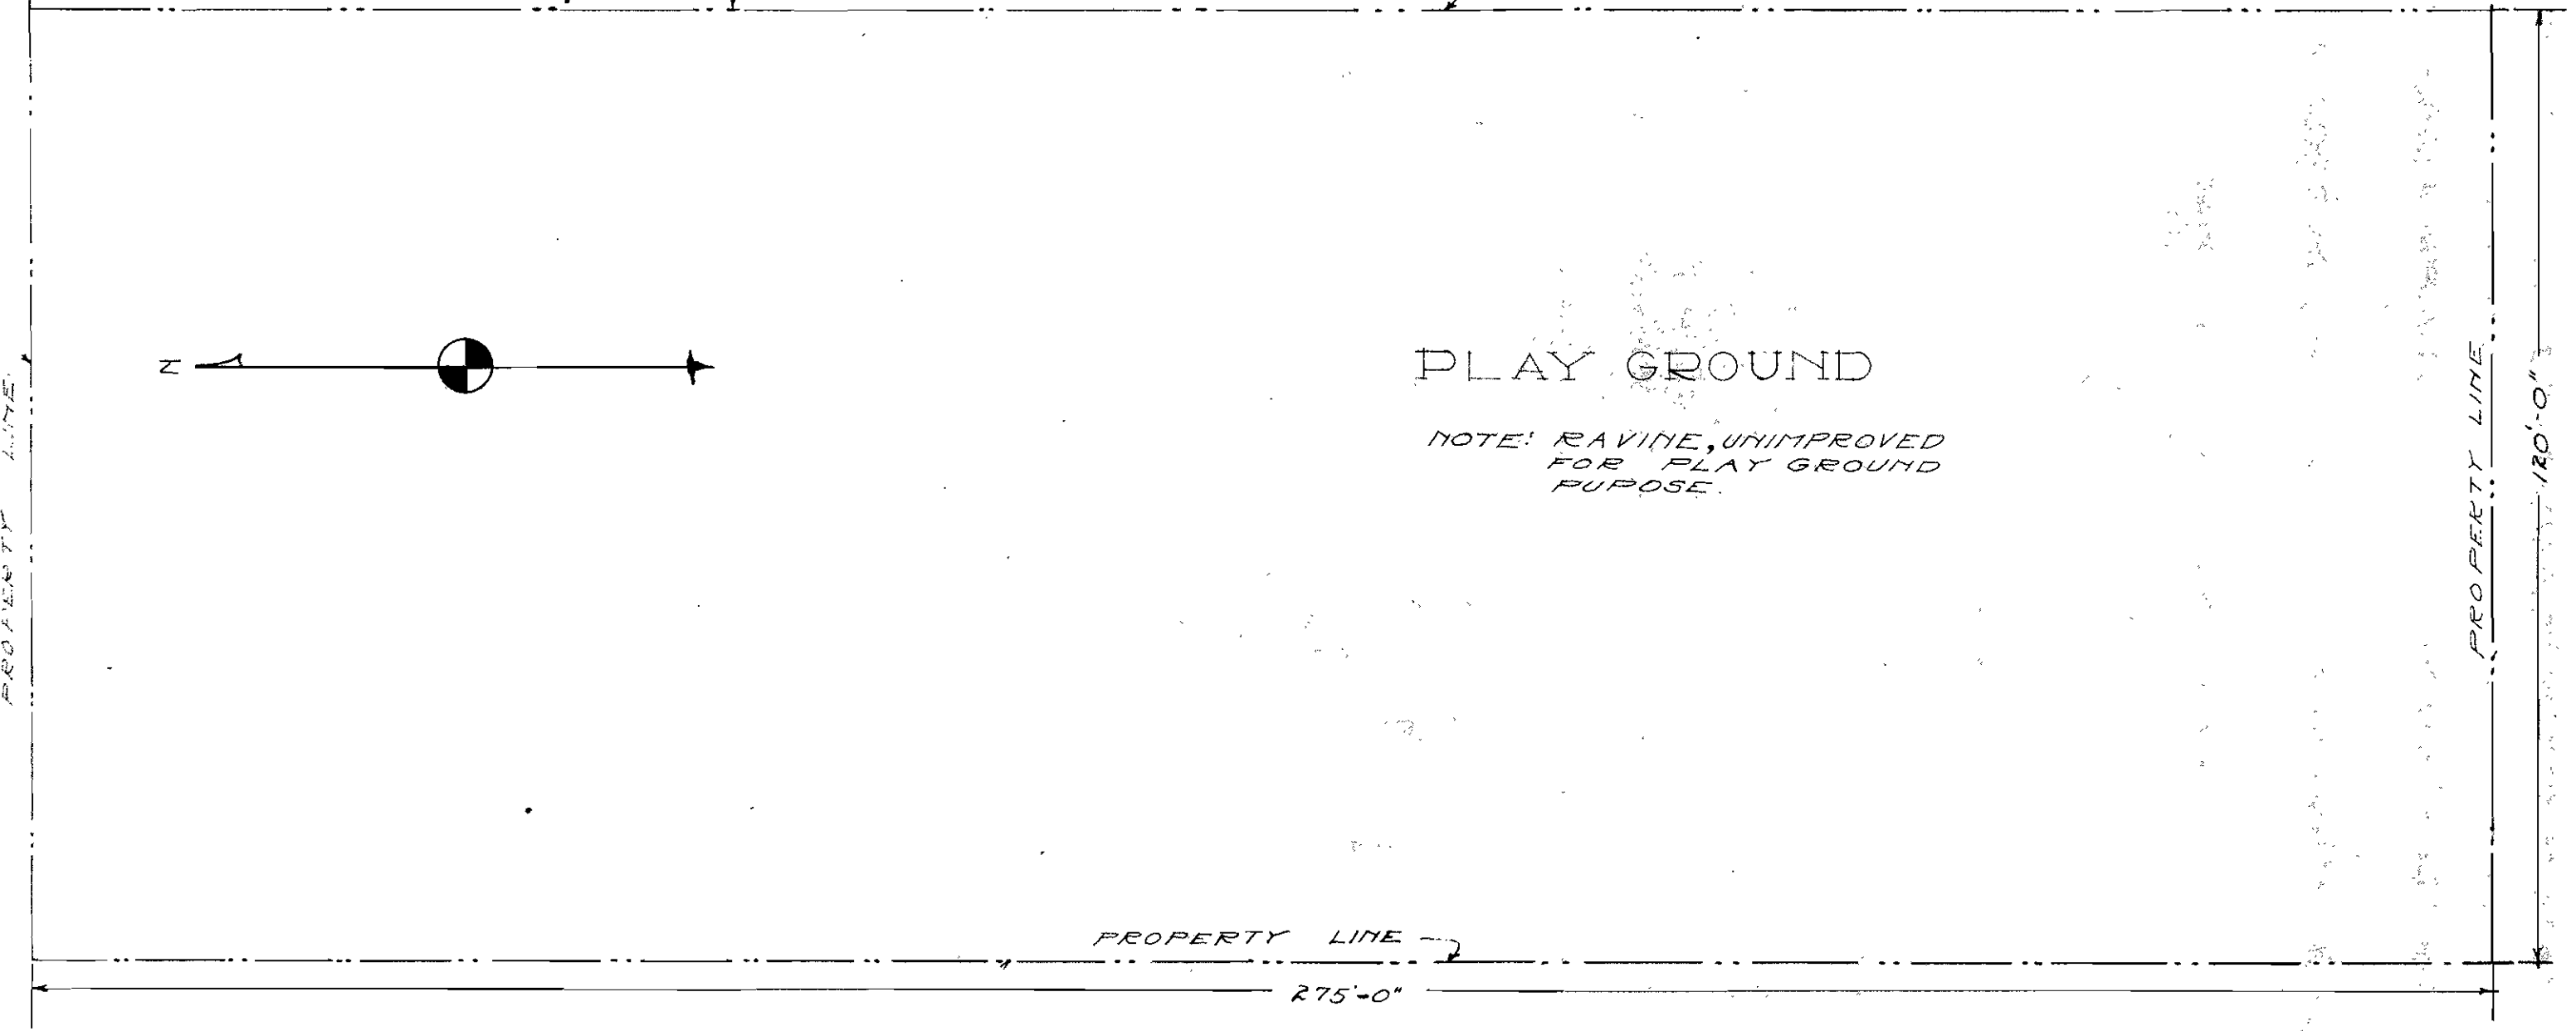 N
PLAY GROUND
NOTE: RAVINE, UNIMPROVED
FOR PLAY GROUND
PUPOSE.
PROPERTY LINE.
PROPERTY LINE
120'-0"
PROPERTY LINE
275'-0"